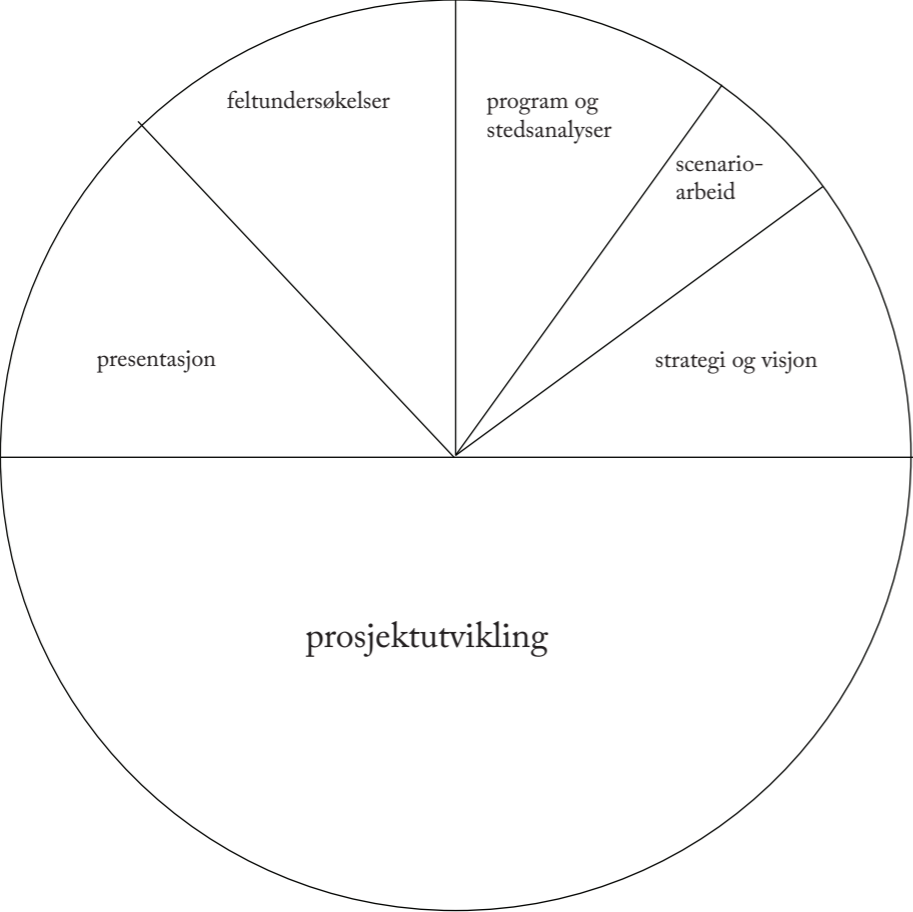 feltundersøkelser
program og
stedsanalyser
scenario-
arbeid
presentasjon
strategi og visjon
prosjektutvikling